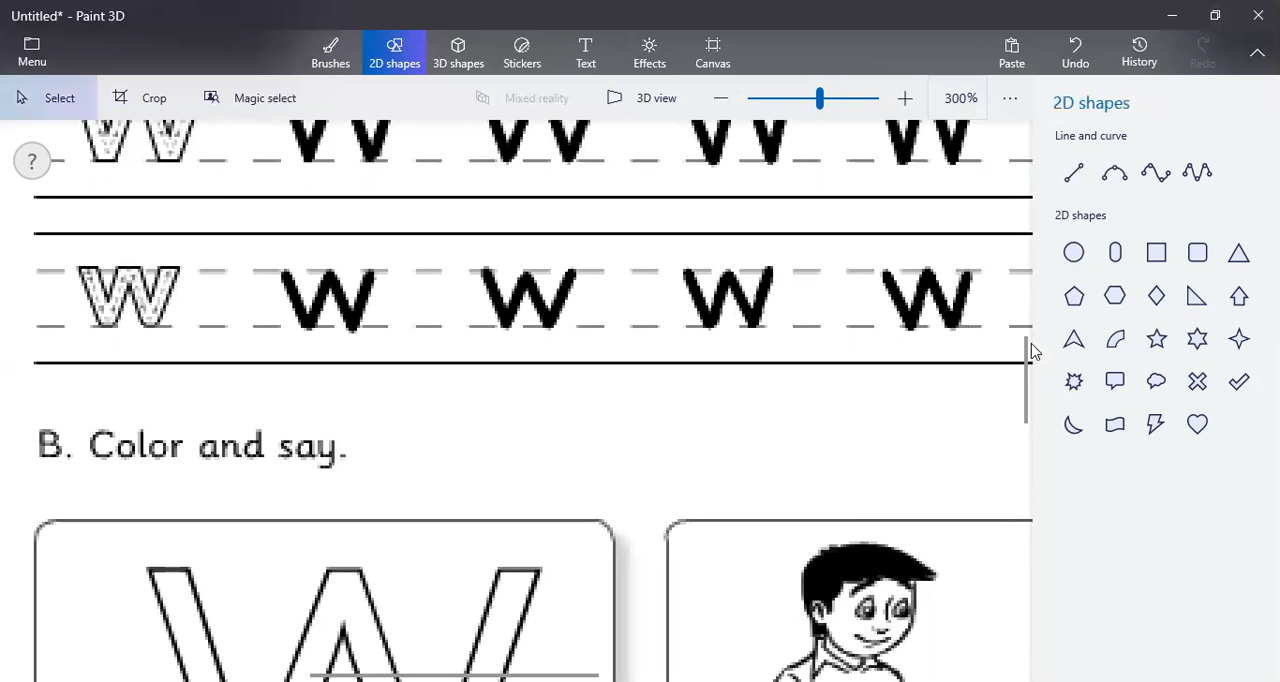 Untitled* - Paint 3D
Menu
Brushes
2D shapes
3D shapes
Stickers
Text
Effects
Canvas
Paste
Undo
History
Redo
Select
Crop
Magic select
Mixed reality
3D view
300%
2D shapes
Line and curve
2D shapes
?
W W W W W W W W W W
w w w w w
B. Color and say.
W